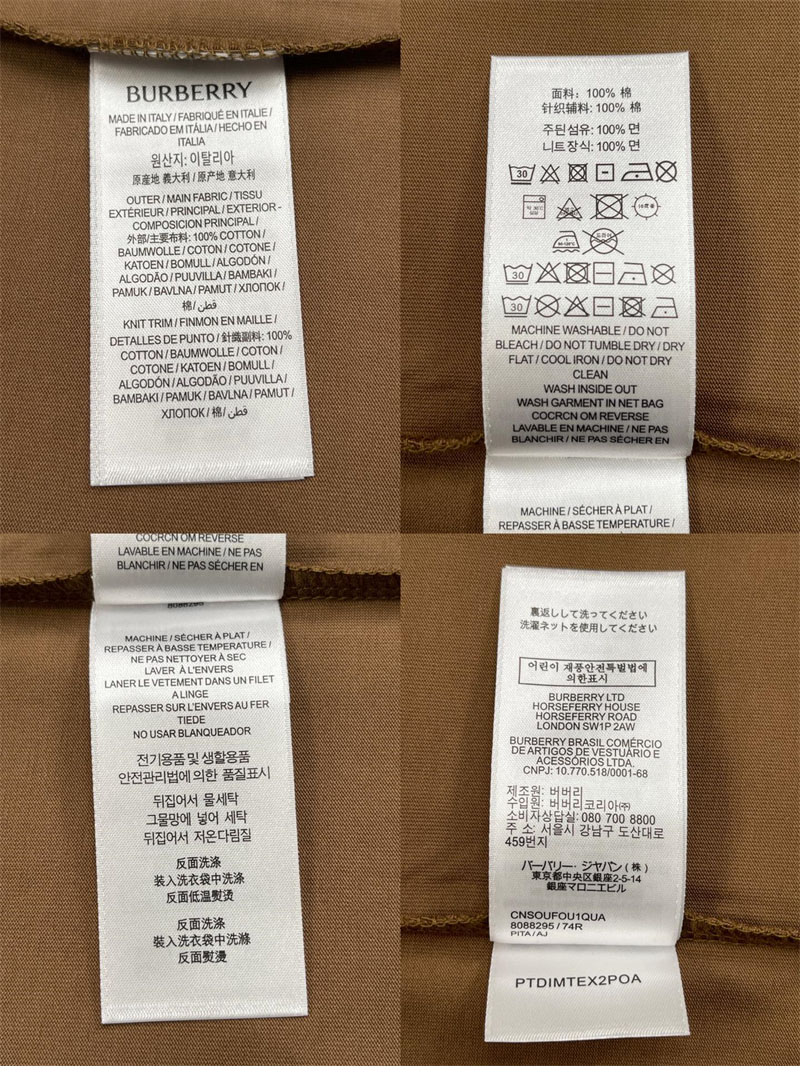 BURBERRY
MADE IN ITALY / FABRIQUÉ EN ITALIE /
FABRICADO EM ITÁLIA / HECHO EN
ITALIA
원산지: 이탈리아
原産地 義大利 / 原产地 意大利
OUTER / MAIN FABRIC / TISSU
EXTÉRIEUR / PRINCIPAL / EXTERIOR -
COMPOSICION PRINCIPAL /
外部/主要布料: 100% COTTON /
BAUMWOLLE / COTON / COTONE /
KATOEN / BOMULL / ALGODÓN /
ALGODÃO / PUUVILLA / BAMBAKI /
PAMUK / BAVLNA / PAMUT / ХЛОПОК /
棉 / قطن
KNIT TRIM / FINMON EN MAILLE /
DETALLES DE PUNTO / 針織副料: 100%
COTTON / BAUMWOLLE / COTON /
COTONE / KATOEN / BOMULL /
ALGODÓN / ALGODÃO / PUUVILLA /
BAMBAKI / PAMUK / BAVLNA / PAMUT /
ХЛОПОК / 棉 / قطن
面料: 100% 棉
针织辅料: 100% 棉
주된섬유: 100% 면
니트장식: 100% 면
30
30
30
MACHINE WASHABLE / DO NOT
BLEACH / DO NOT TUMBLE DRY / DRY
FLAT / COOL IRON / DO NOT DRY
CLEAN
WASH INSIDE OUT
WASH GARMENT IN NET BAG
COCRCN OM REVERSE
LAVABLE EN MACHINE / NE PAS
BLANCHIR / NE PAS SÉCHER EN
MACHINE / SÉCHER À PLAT /
REPASSER À BASSE TEMPERATURE /
COCRCN OM REVERSE
LAVABLE EN MACHINE / NE PAS
BLANCHIR / NE PAS SÉCHER EN
8088295
MACHINE / SÉCHER À PLAT /
REPASSER À BASSE TEMPERATURE /
NE PAS NETTOYER À SEC
LAVER À L'ENVERS
LANER LE VETEMENT DANS UN FILET
A LINGE
REPASSER SUR L'ENVERS AU FER
TIEDE
NO USAR BLANQUEADOR
전기용품 및 생활용품
안전관리법에 의한 품질표시
뒤집어서 물세탁
그물망에 넣어 세탁
뒤집어서 저온다림질
反面洗涤
装入洗衣袋中洗涤
反面低温熨烫
反面洗滌
裝入洗衣袋中洗滌
反面熨燙
裏返しして洗ってください
洗濯ネットを使用してください
어린이 제품안전특별법에
의한표시
BURBERRY LTD
HORSEFERRY HOUSE
HORSEFERRY ROAD
LONDON SW1P 2AW
BURBERRY BRASIL COMÉRCIO
DE ARTIGOS DE VESTUÁRIO E
ACESSÓRIOS LTDA.
CNPJ: 10.770.518/0001-68
제조원: 버버리
수입원: 버버리코리아㈜
소비자상담실: 080 700 8800
주 소: 서울시 강남구 도산대로
459번지
バーバリー・ジャパン（株）
東京都中央区銀座2-5-14
銀座マロニエビル
CNSOUFOU1QUA
8088295 / 74R
PITA / AJ
PTDIMTEX2POA